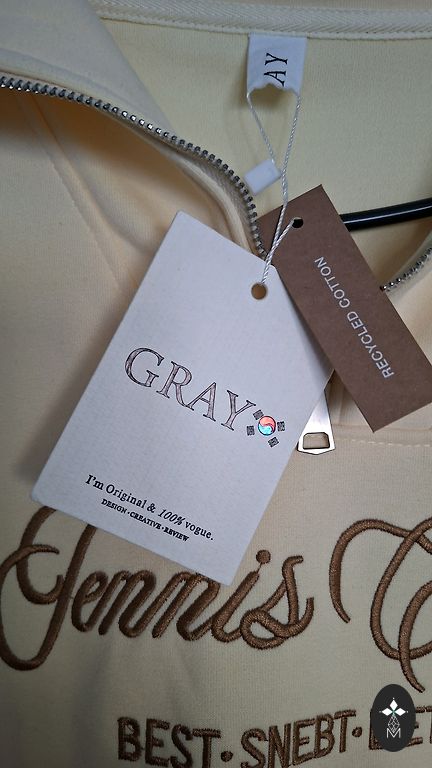 AY
RECYCLED COTTON
GRAY
I'm Original & 100% vogue.
DESIGN·CREATIVE·REVIEW
Tennis
BEST·SNEBT·